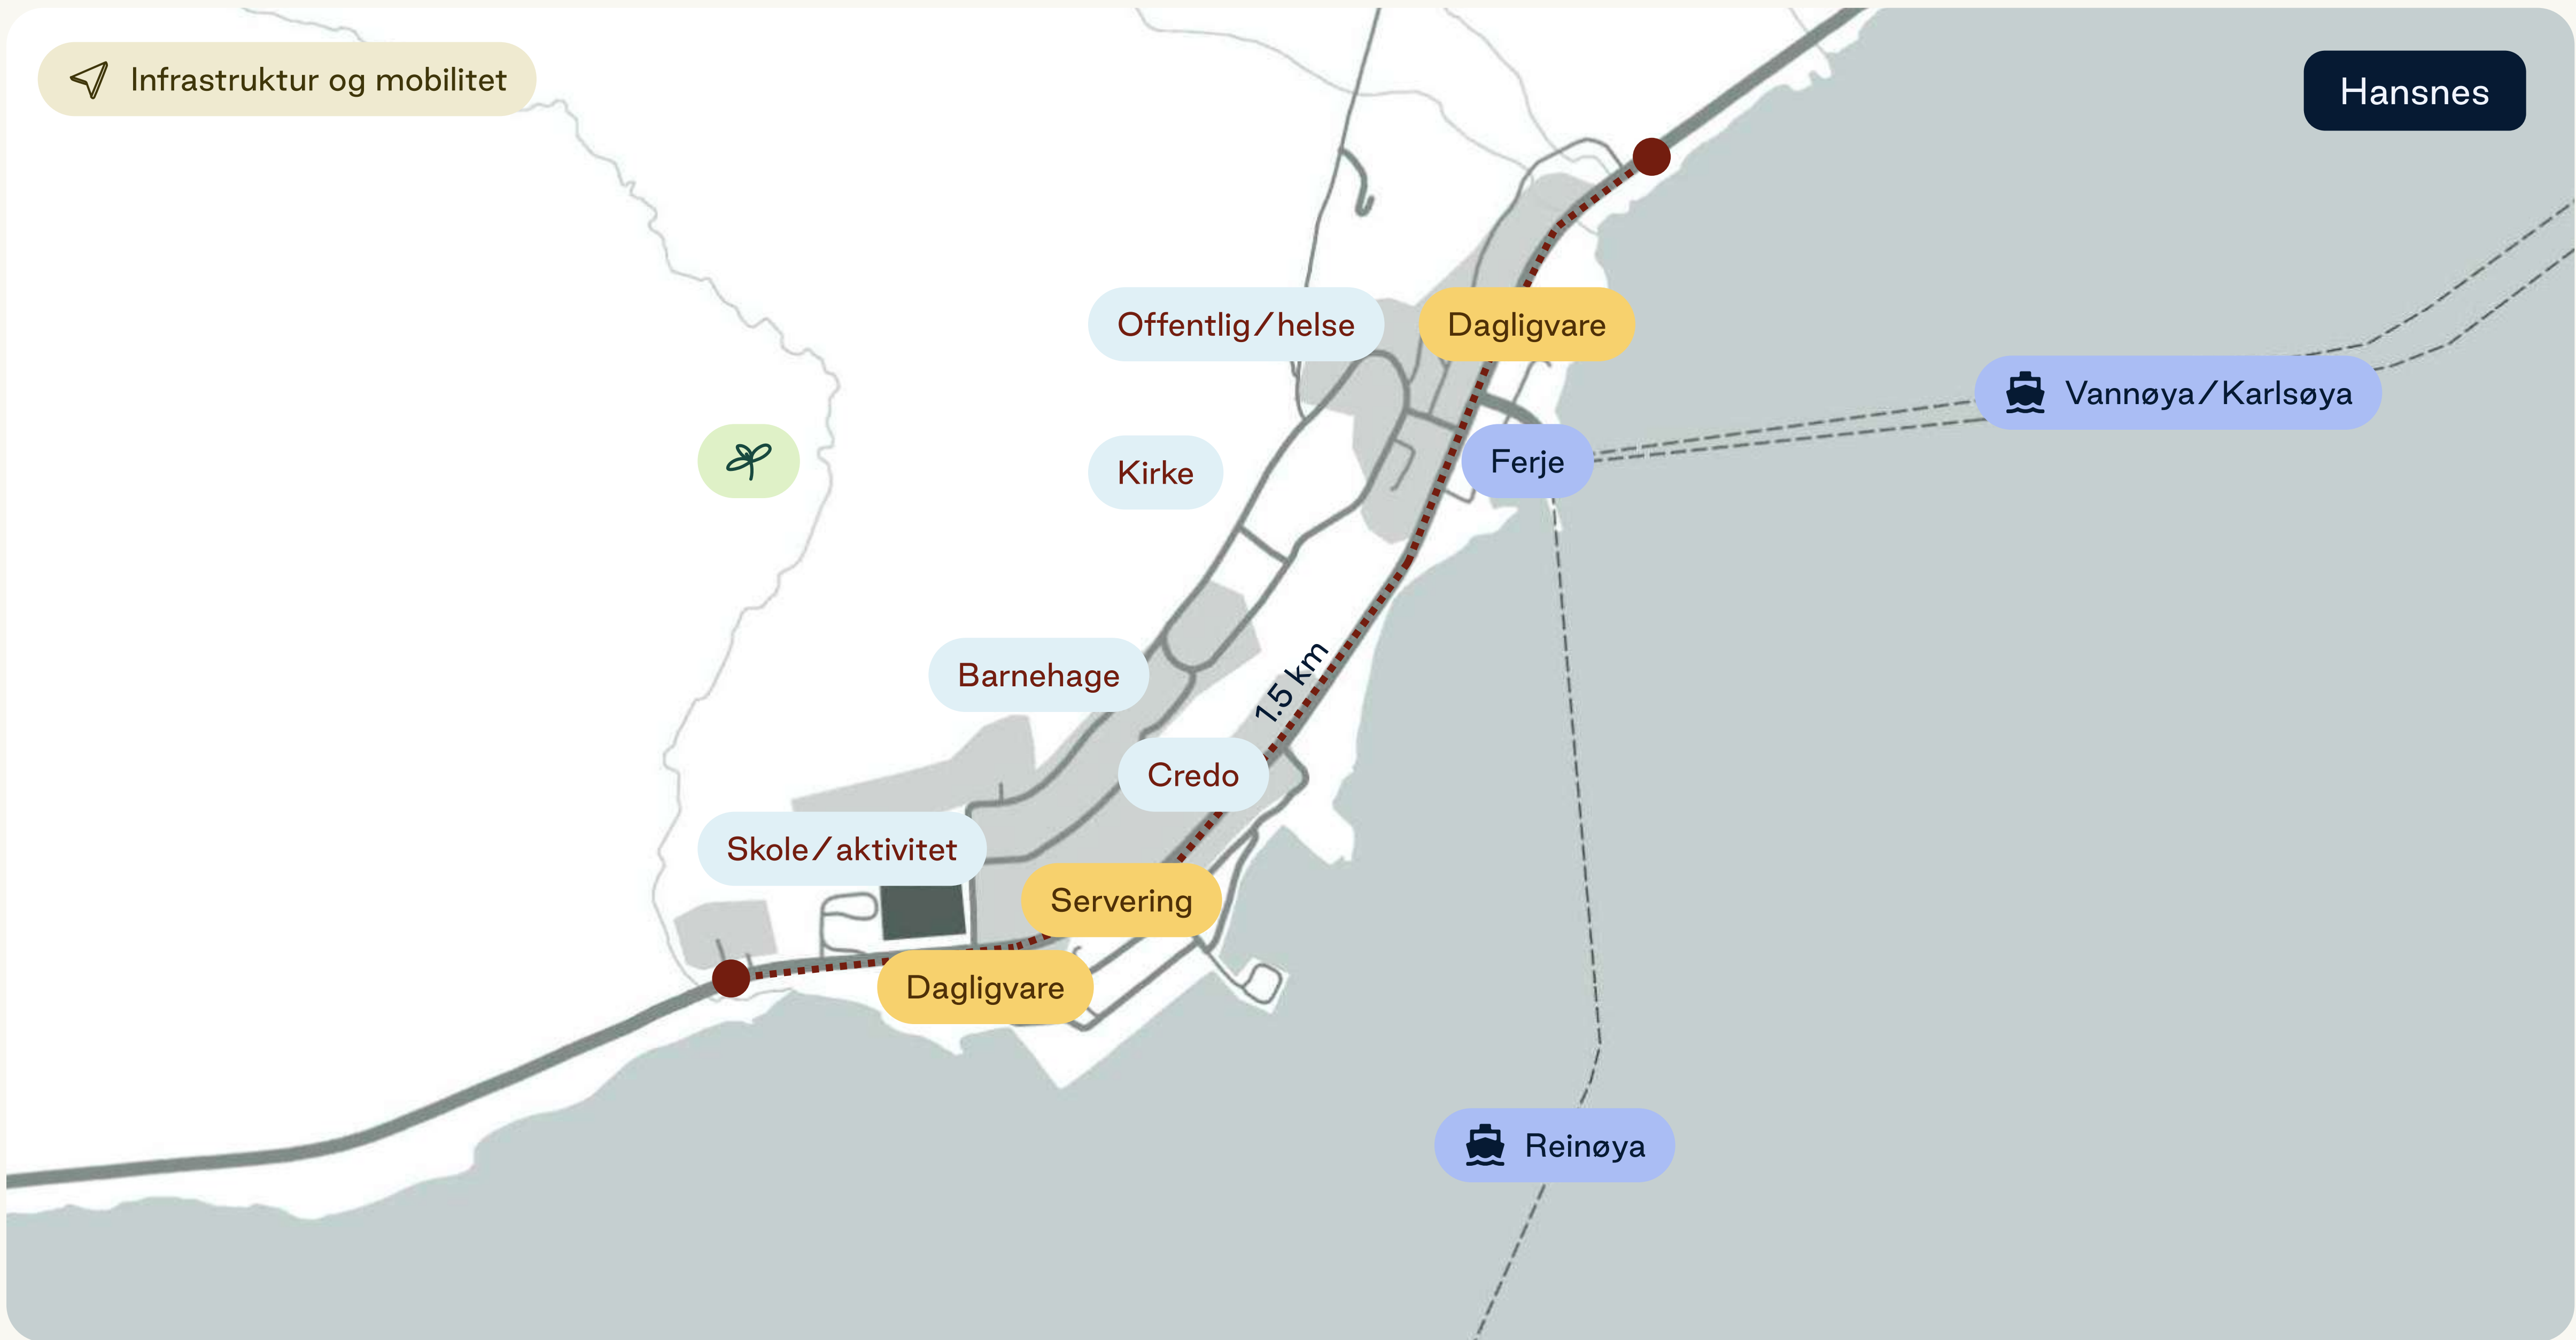 Infrastruktur og mobilitet
Hansnes
Offentlig/helse
Dagligvare
Vannøya/Karlsøya
Ferje
Kirke
Barnehage
1.5 km
Credo
Skole/aktivitet
Servering
Dagligvare
Reinøya